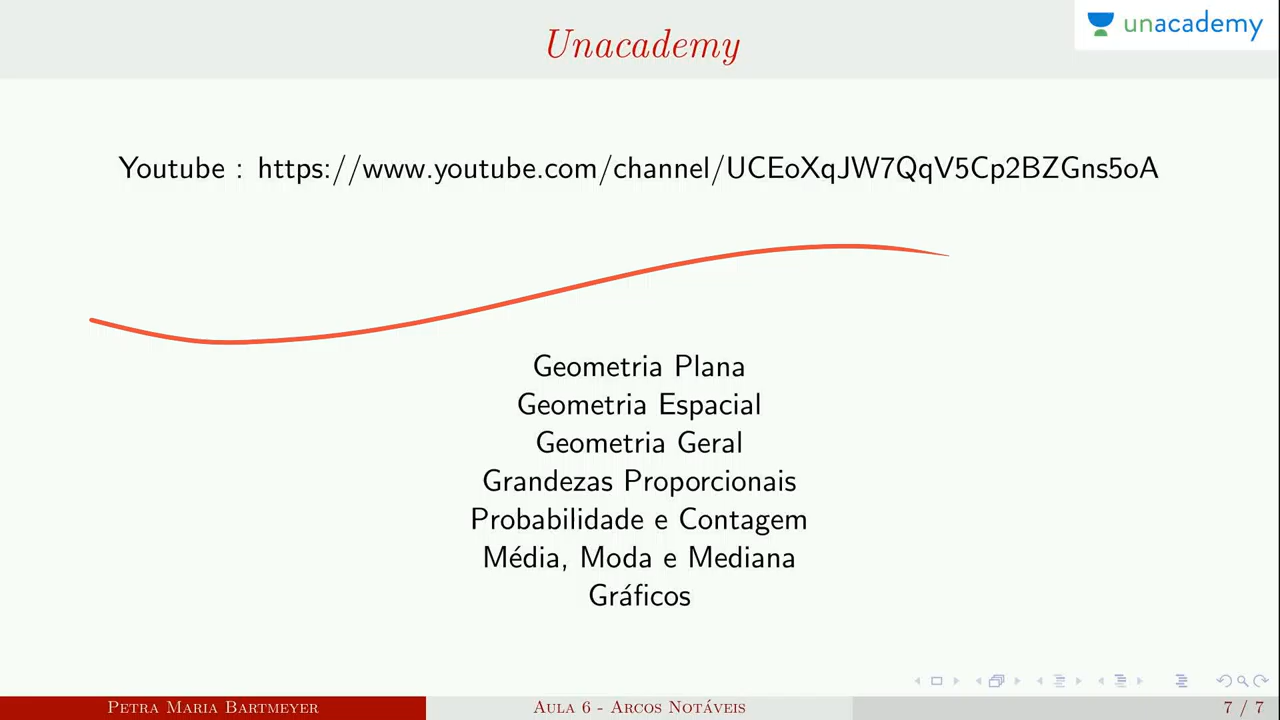 Unacademy
unacademy
Youtube : https://www.youtube.com/channel/UCEoXqJW7QqV5Cp2BZGns5oA
Geometria Plana
Geometria Espacial
Geometria Geral
Grandezas Proporcionais
Probabilidade e Contagem
Média, Moda e Mediana
Gráficos
Petra Maria Bartmeyer
Aula 6 - Arcos Notáveis
7 / 7